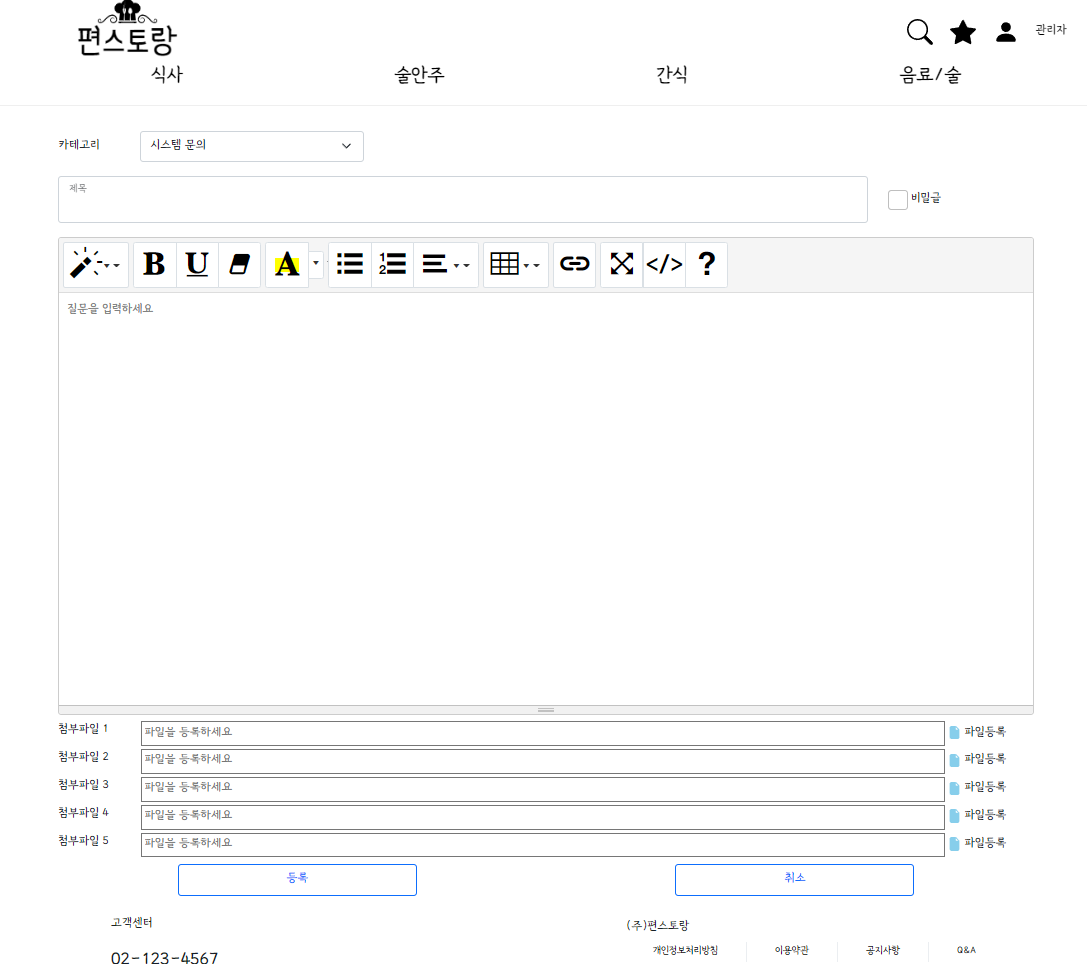 편스토랑
관리자
식사 술안주 간식 음료/술
카테고리 시스템 문의
제목
비밀글
B U A 1 2 </> ?
질문을 입력하세요
첨부파일 1 파일을 등록하세요 파일등록
첨부파일 2 파일을 등록하세요 파일등록
첨부파일 3 파일을 등록하세요 파일등록
첨부파일 4 파일을 등록하세요 파일등록
첨부파일 5 파일을 등록하세요 파일등록
등록 취소
고객센터 (주)편스토랑
개인정보처리방침 이용약관 공지사항 Q&A
02-123-4567